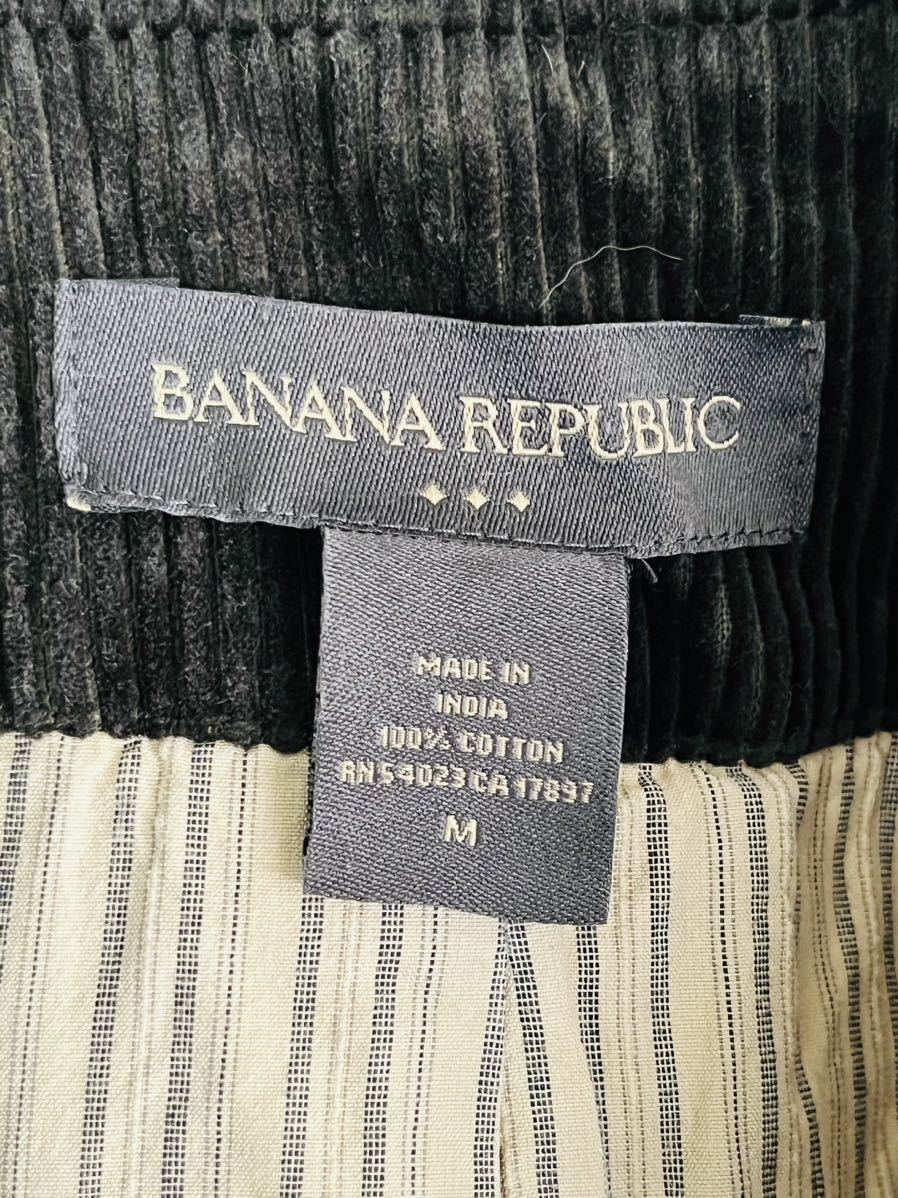 BANANA REPUBLIC
MADE IN
INDIA
100% COTTON
RN 54023 CA 17897
M